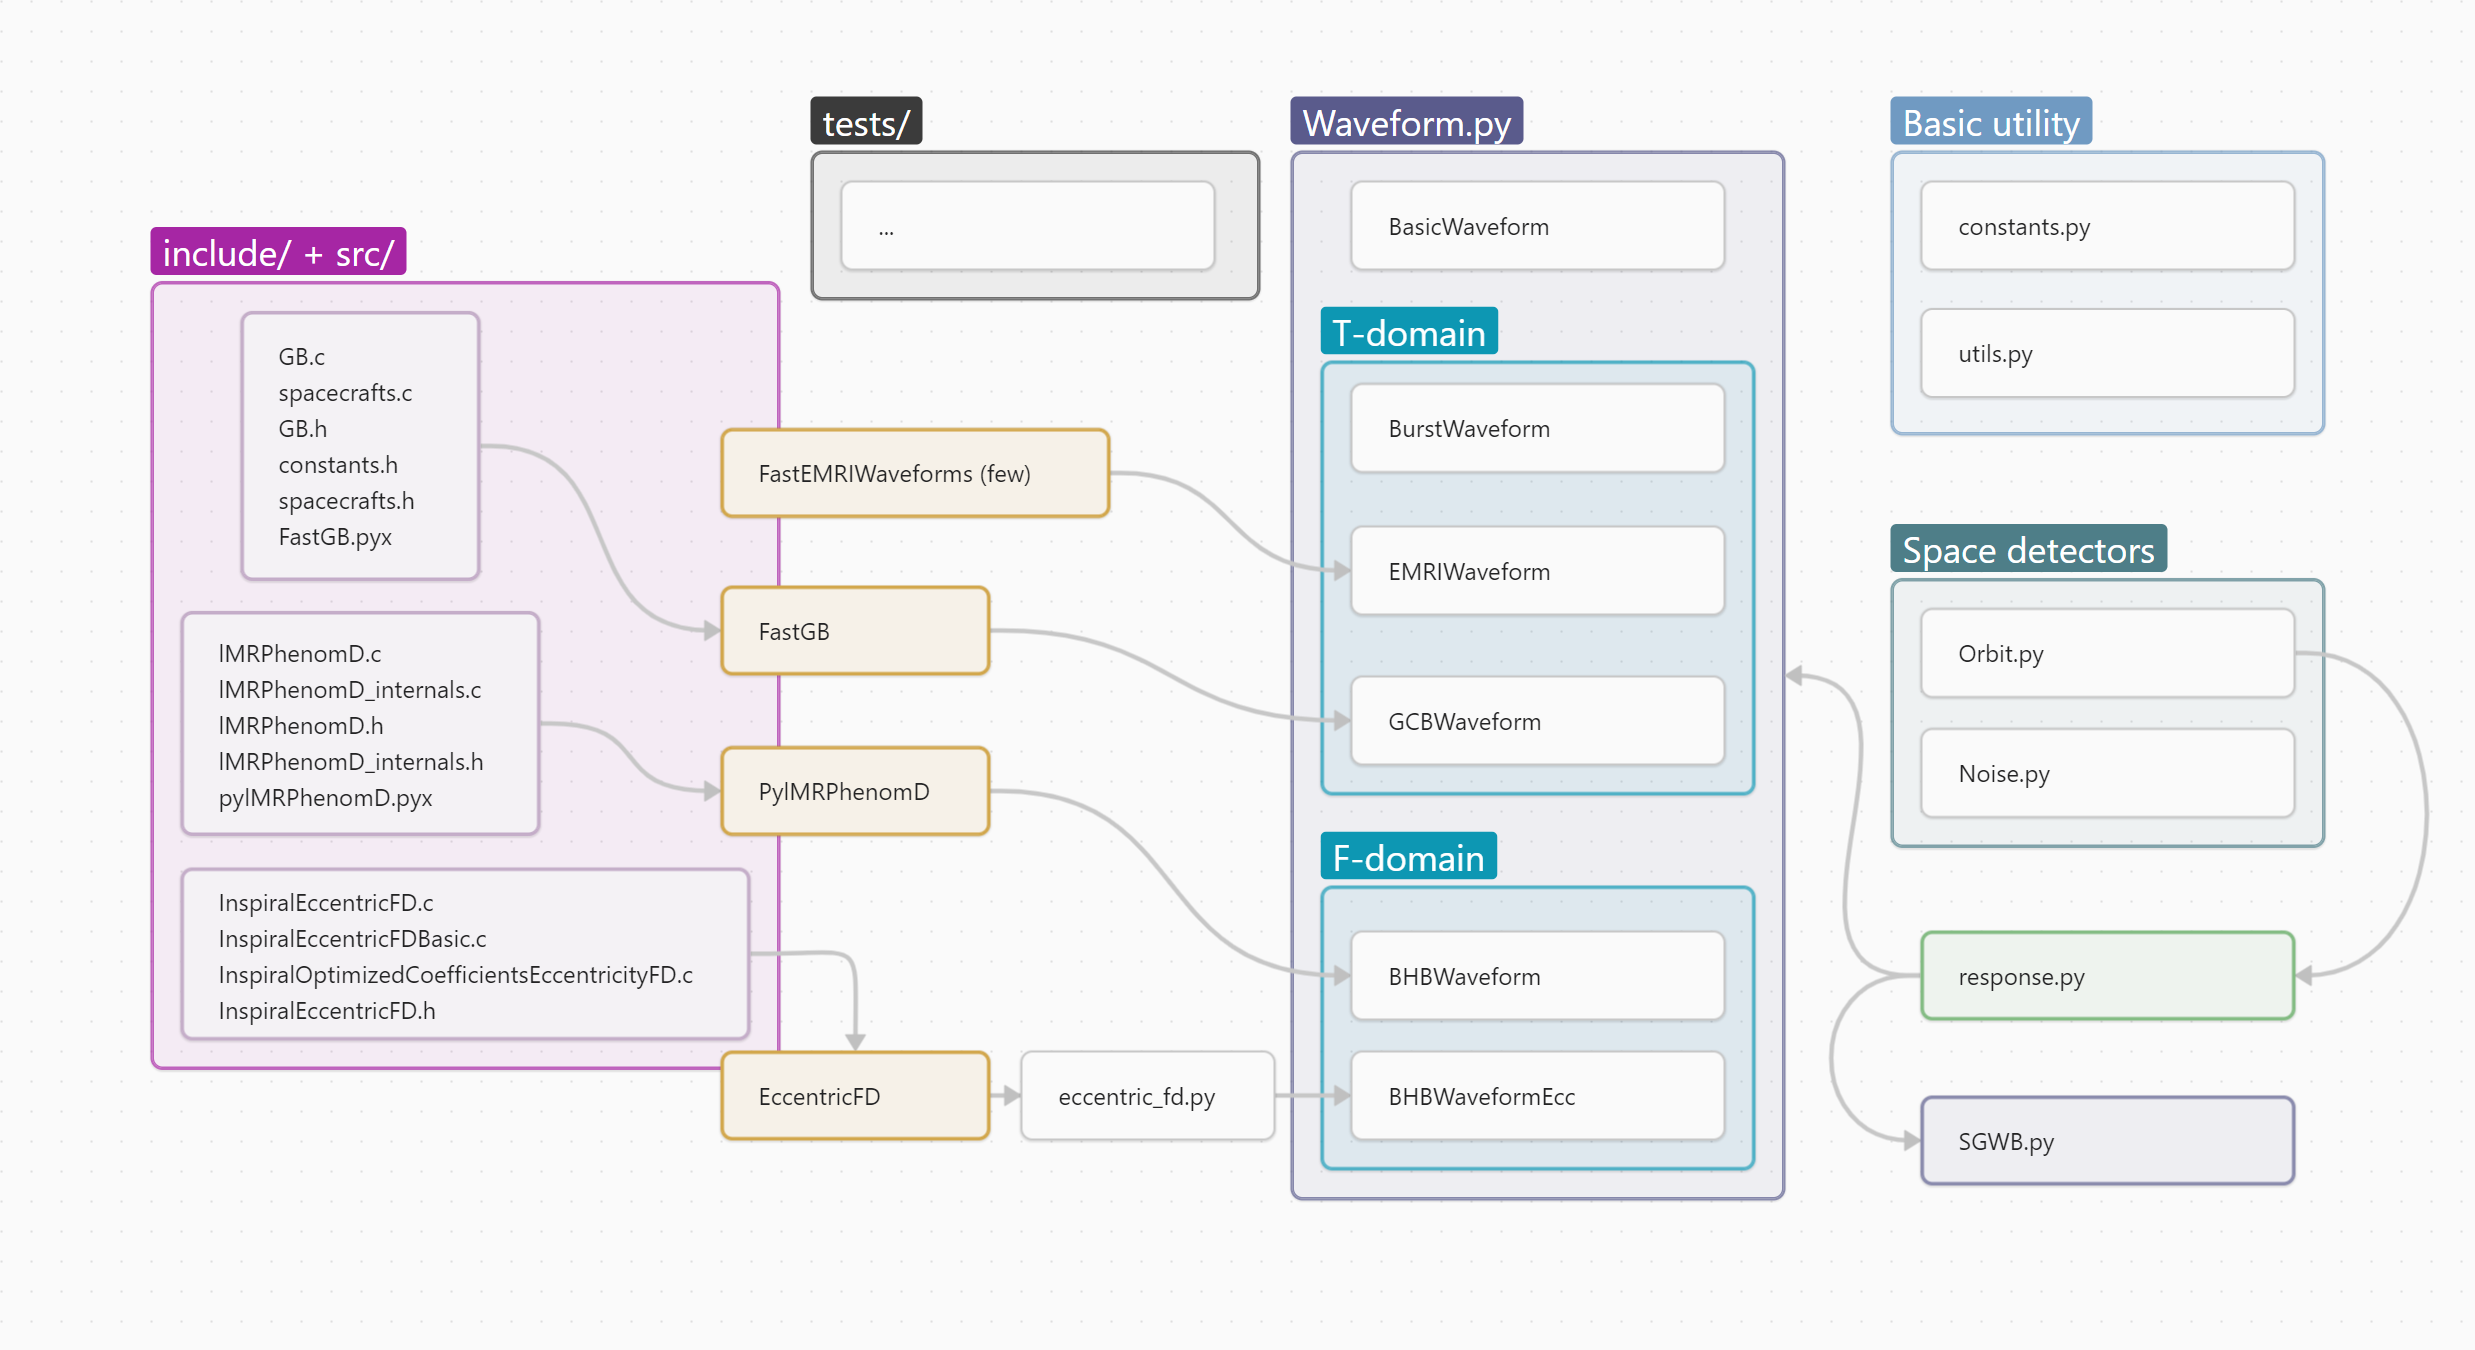 tests/
...
Waveform.py
BasicWaveform
T-domain
BurstWaveform
EMRIWaveform
GCBWaveform
F-domain
BHBWaveform
BHBWaveformEcc
Basic utility
constants.py
utils.py
Space detectors
Orbit.py
Noise.py
response.py
SGWB.py
include/ + src/
GB.c
spacecrafts.c
GB.h
constants.h
spacecrafts.h
FastGB.pyx
IMRPhenomD.c
IMRPhenomD_internals.c
IMRPhenomD.h
IMRPhenomD_internals.h
pyIMRPhenomD.pyx
InspiralEccentricFD.c
InspiralEccentricFDBasic.c
InspiralOptimizedCoefficientsEccentricityFD.c
InspiralEccentricFD.h
FastEMRIWaveforms (few)
FastGB
PyIMRPhenomD
EccentricFD
eccentric_fd.py